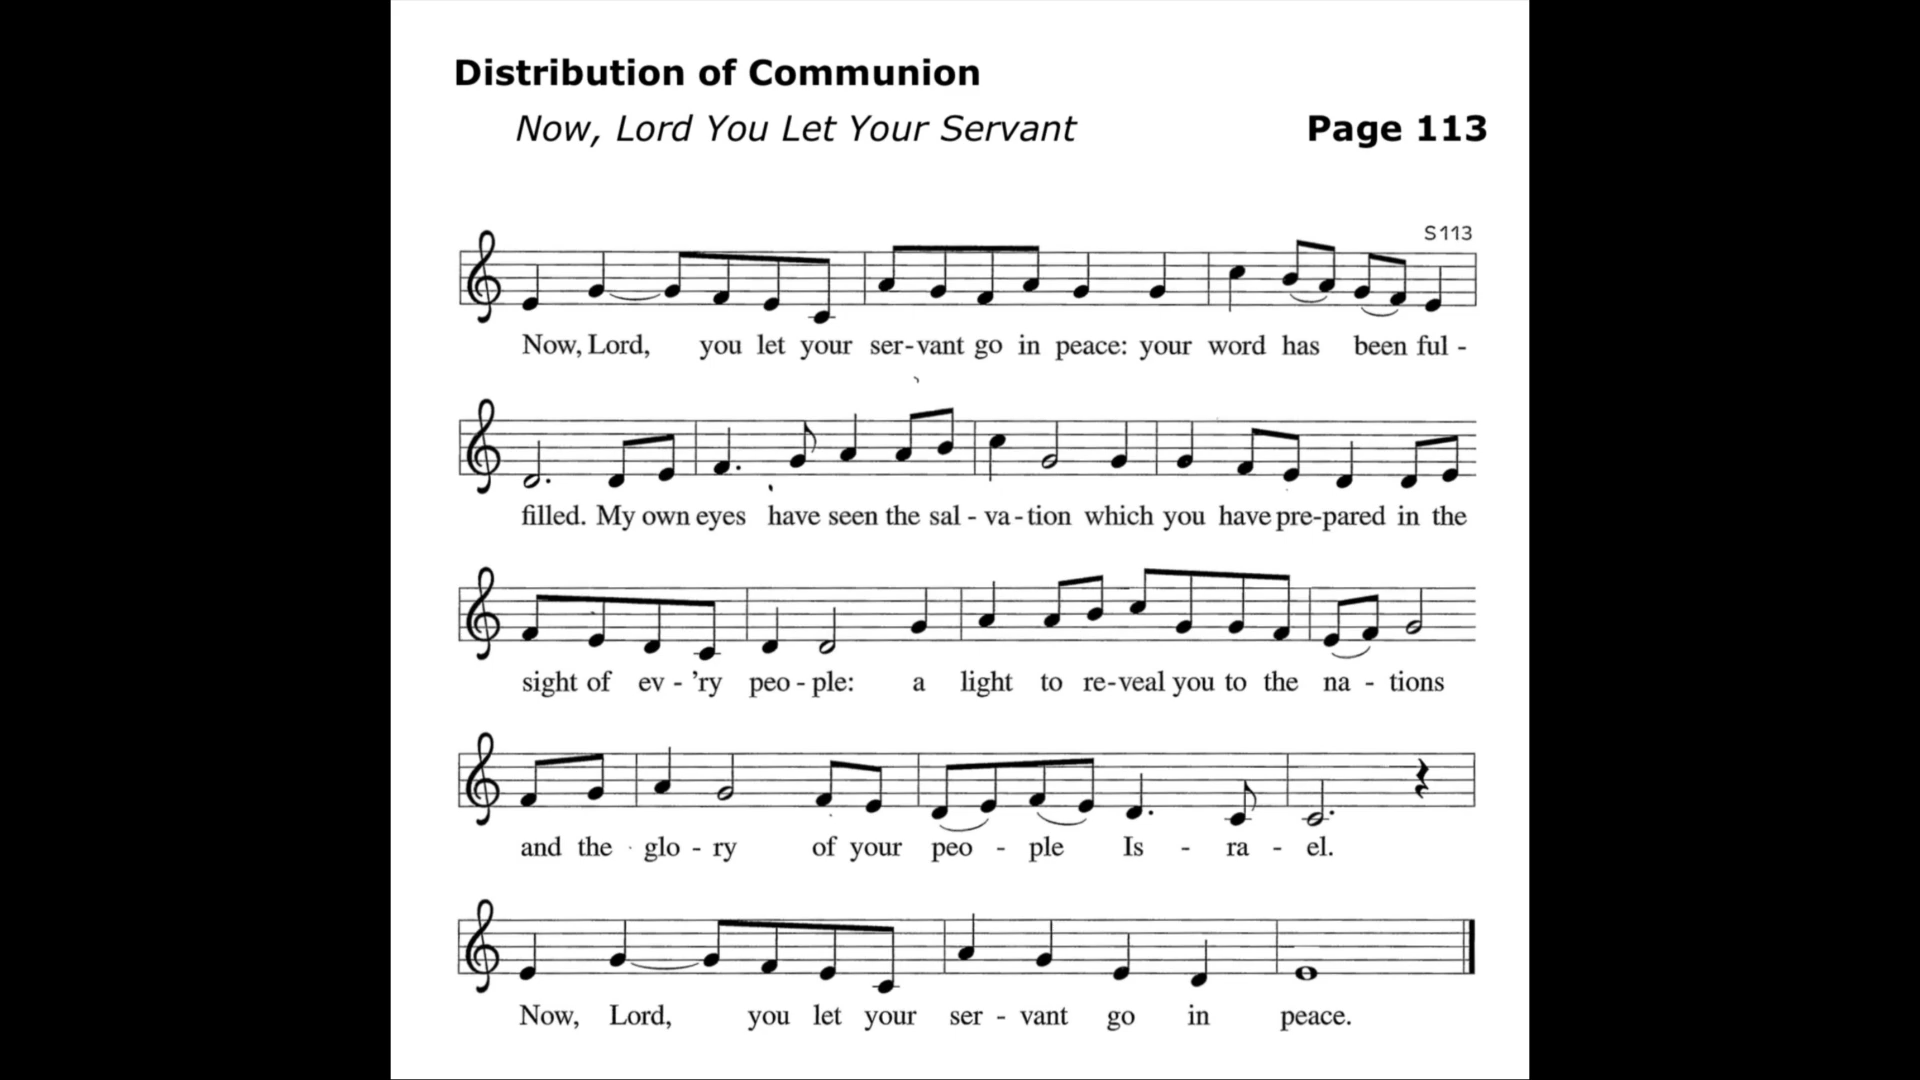 Distribution of Communion
Now, Lord You Let Your Servant Page 113
S113
Now, Lord, you let your ser-vant go in peace: your word has been ful-
filled. My own eyes have seen the sal-va-tion which you have pre-pared in the
sight of ev-'ry peo-ple: a light to re-veal you to the na-tions
and the glo-ry of your peo-ple Is-ra-el.
Now, Lord, you let your ser-vant go in peace.